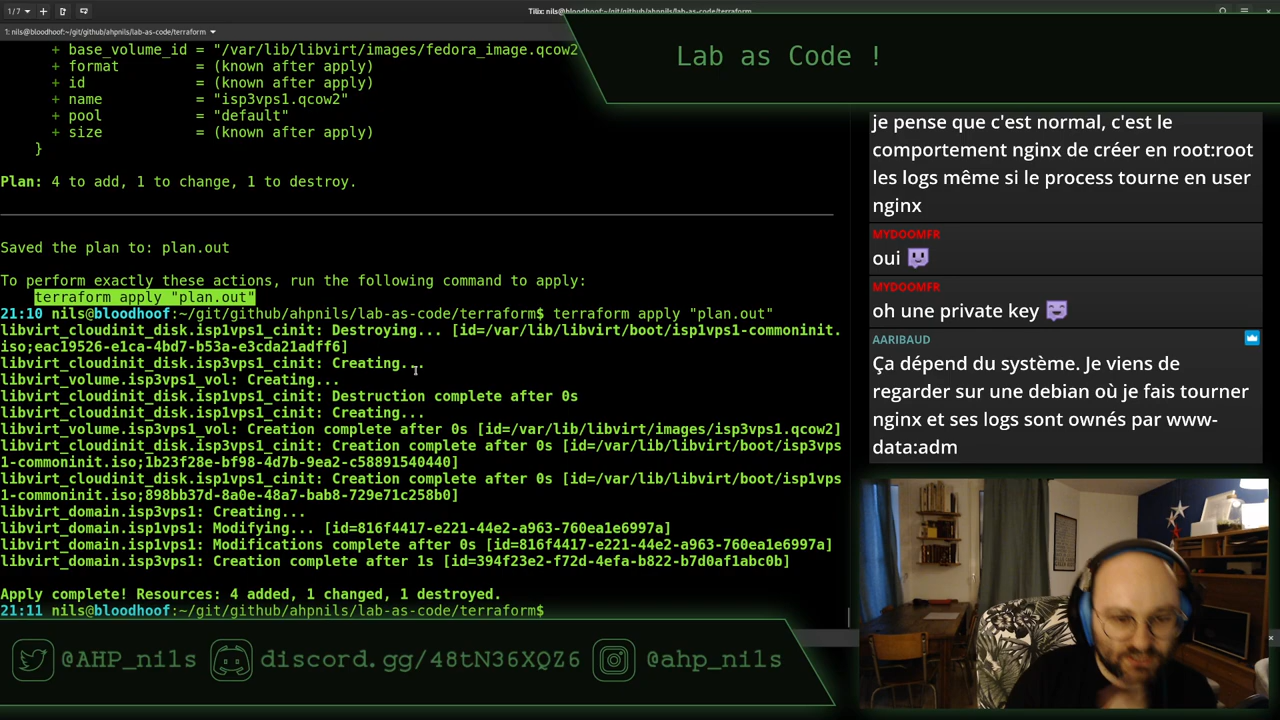 1/7
Tilix: nils@bloodhoof:~/git/github/ahpnils/lab-as-code/terraform
1: nils@bloodhoof:~/git/github/ahpnils/lab-as-code/terraform
Lab as Code !
+ base_volume_id = "/var/lib/libvirt/images/fedora_image.qcow2
+ format = (known after apply)
+ id = (known after apply)
+ name = "isp3vps1.qcow2"
+ pool = "default"
+ size = (known after apply)
}
Plan: 4 to add, 1 to change, 1 to destroy.
Saved the plan to: plan.out
To perform exactly these actions, run the following command to apply:
terraform apply "plan.out"
21:10 nils@bloodhoof:~/git/github/ahpnils/lab-as-code/terraform$ terraform apply "plan.out"
libvirt_cloudinit_disk.isp1vps1_cinit: Destroying... [id=/var/lib/libvirt/boot/isp1vps1-commoninit.
iso;eac19526-e1ca-4bd7-b53a-e3cda21adff6]
libvirt_cloudinit_disk.isp3vps1_cinit: Creating...
libvirt_volume.isp3vps1_vol: Creating...
libvirt_cloudinit_disk.isp1vps1_cinit: Destruction complete after 0s
libvirt_cloudinit_disk.isp1vps1_cinit: Creating...
libvirt_volume.isp3vps1_vol: Creation complete after 0s [id=/var/lib/libvirt/images/isp3vps1.qcow2]
libvirt_cloudinit_disk.isp3vps1_cinit: Creation complete after 0s [id=/var/lib/libvirt/boot/isp3vps
1-commoninit.iso;1b23f28e-bf98-4d7b-9ea2-c58891540440]
libvirt_cloudinit_disk.isp1vps1_cinit: Creation complete after 0s [id=/var/lib/libvirt/boot/isp1vps
1-commoninit.iso;898bb37d-8a0e-48a7-bab8-729e71c258b0]
libvirt_domain.isp3vps1: Creating...
libvirt_domain.isp1vps1: Modifying... [id=816f4417-e221-44e2-a963-760ea1e6997a]
libvirt_domain.isp1vps1: Modifications complete after 0s [id=816f4417-e221-44e2-a963-760ea1e6997a]
libvirt_domain.isp3vps1: Creation complete after 1s [id=394f23e2-f72d-4efa-b822-b7d0af1abc0b]
Apply complete! Resources: 4 added, 1 changed, 1 destroyed.
21:11 nils@bloodhoof:~/git/github/ahpnils/lab-as-code/terraform$
je pense que c'est normal, c'est le
comportement nginx de créer en root:root
les logs même si le process tourne en user
nginx
MYDOOMFR
oui
MYDOOMFR
oh une private key
AARIBAUD
Ça dépend du système. Je viens de
regarder sur une debian où je fais tourner
nginx et ses logs sont ownés par www-
data:adm
@AHP_nils
discord.gg/48tN36XQZ6
@ahp_nils